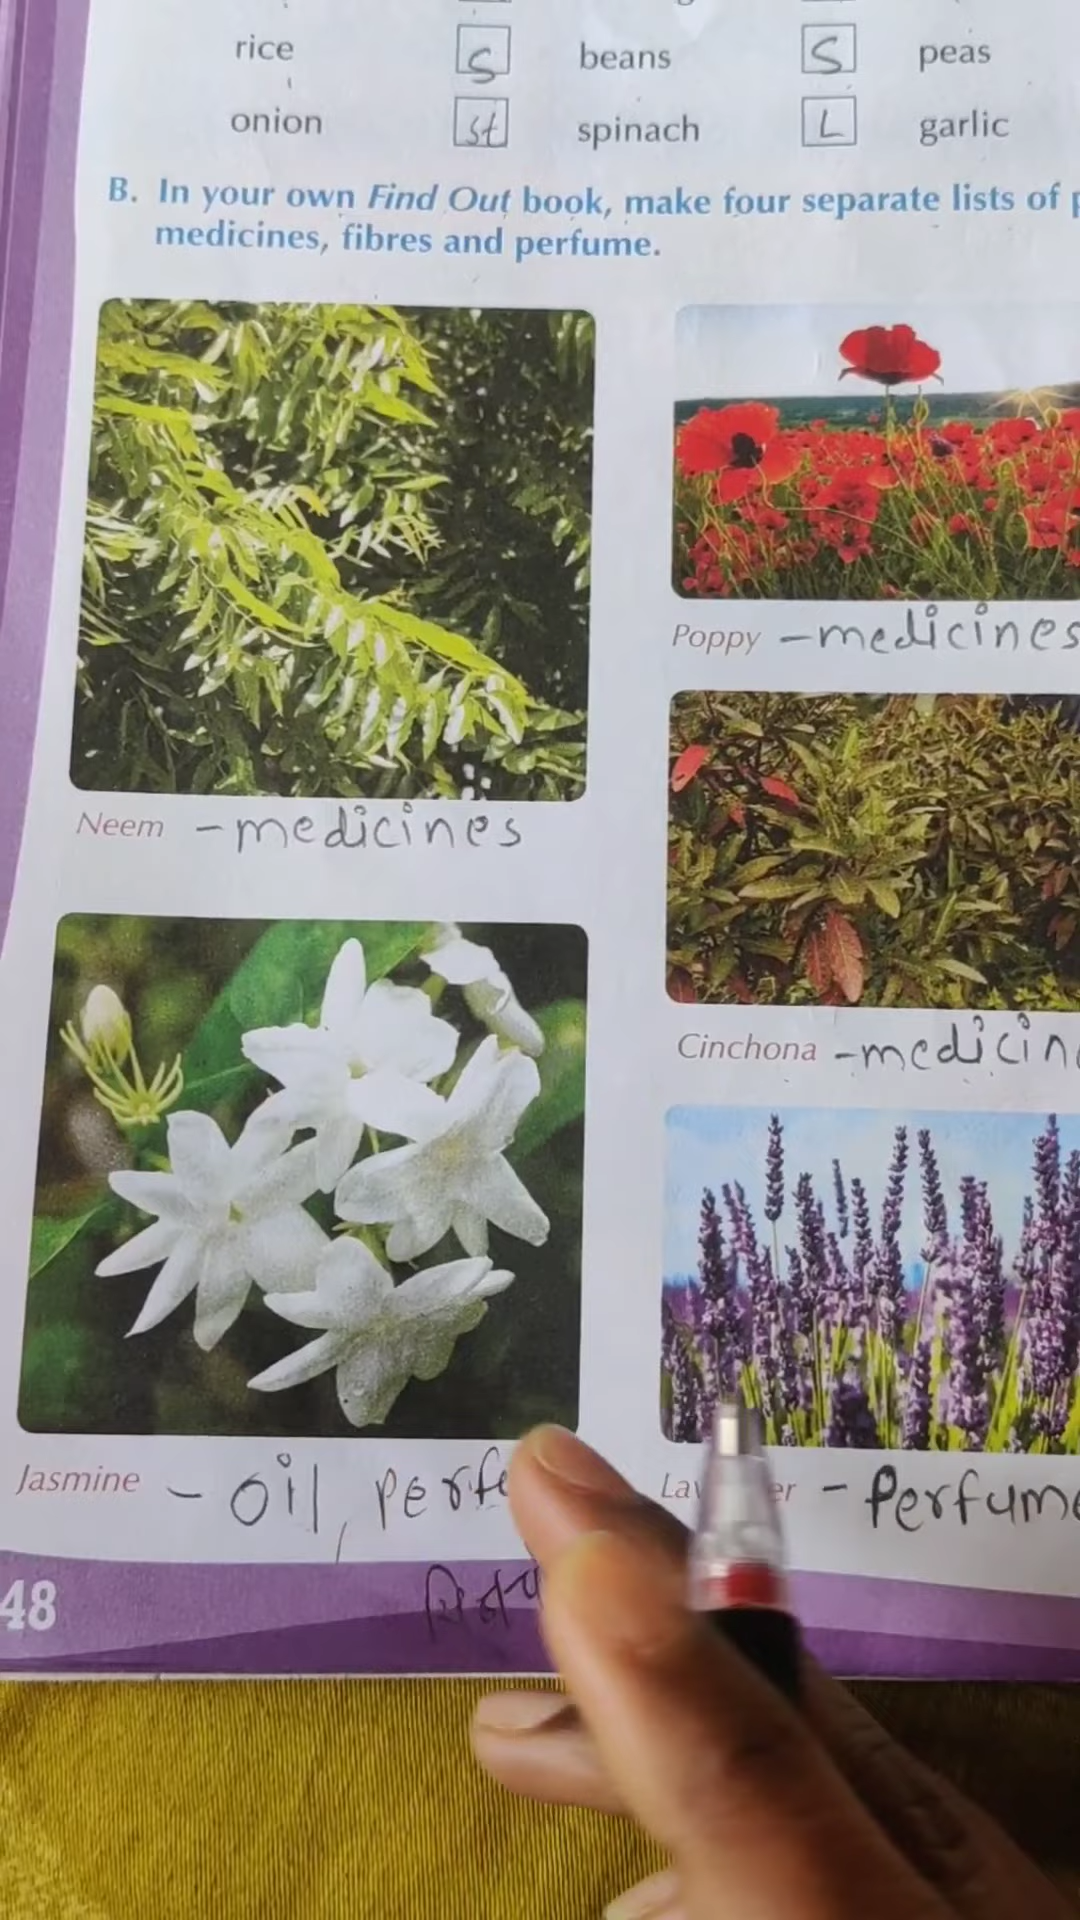 rice S beans S peas
onion st spinach L garlic
B. In your own Find Out book, make four separate lists of
medicines, fibres and perfume.
Poppy - medicines
Neem - medicines
Cinchona - medicin
Jasmine - oil, Perf
- Perfume
48